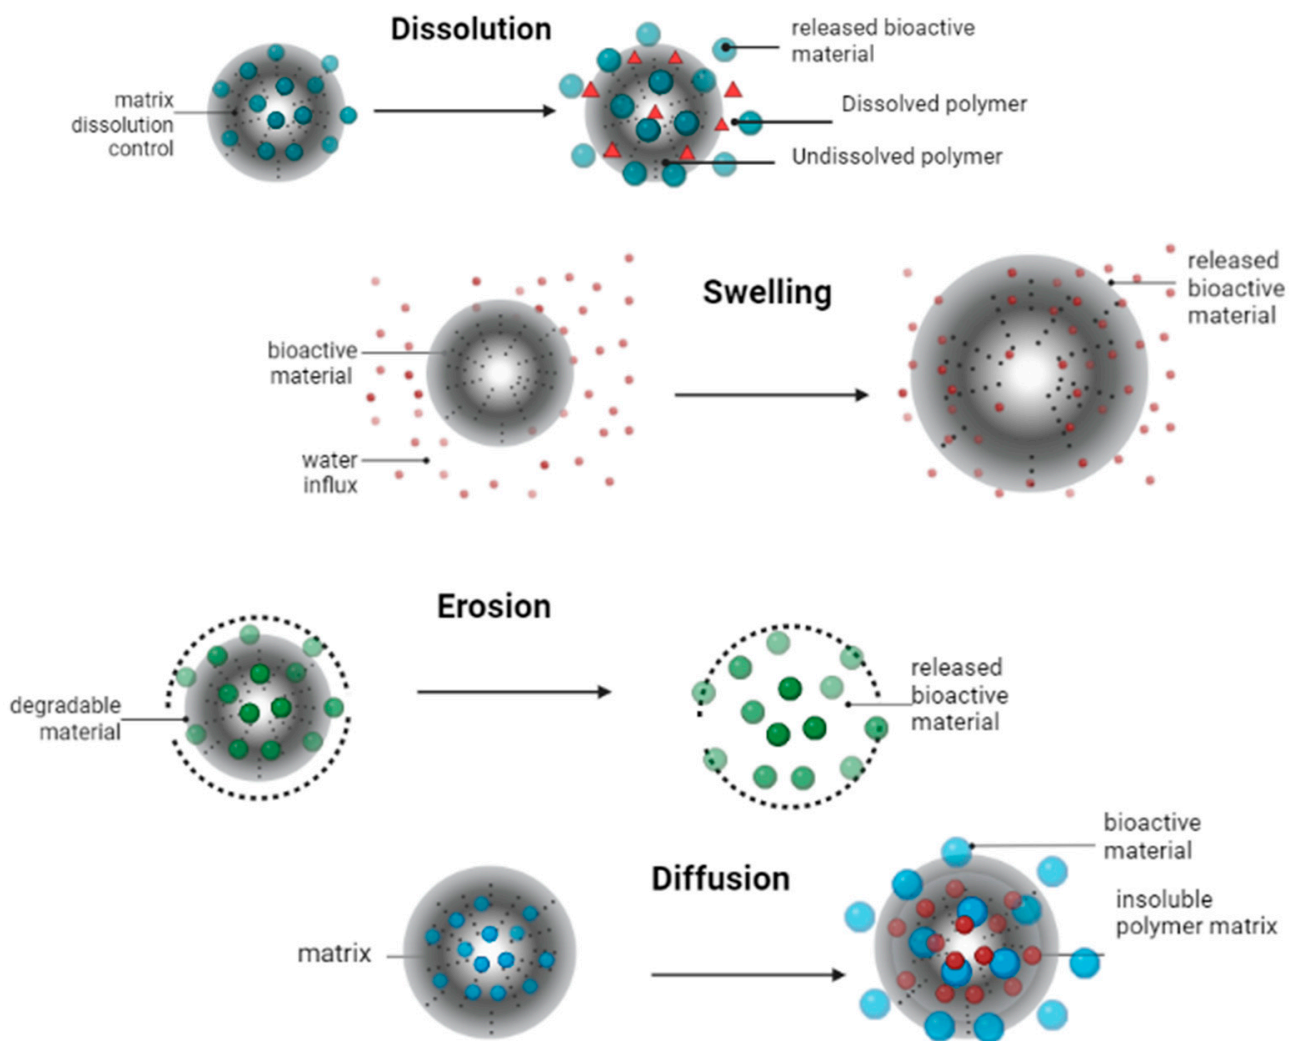 Dissolution
released bioactive
material
matrix
dissolution
control
Dissolved polymer
Undissolved polymer
Swelling
released
bioactive
material
bioactive
material
water
influx
Erosion
degradable
material
released
bioactive
material
Diffusion
bioactive
material
insoluble
polymer matrix
matrix